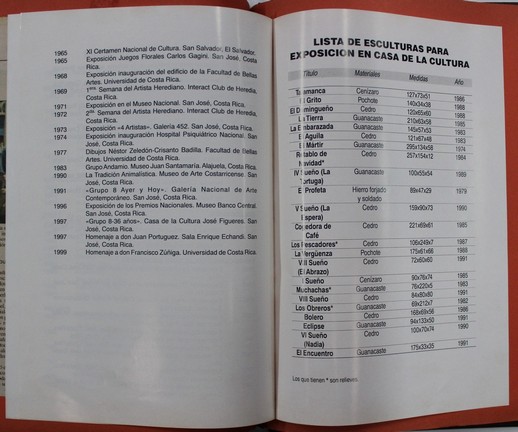 1965 XI Certamen Nacional de Cultura. San Salvador, El Salvador.
1965 Exposición Juegos Florales Carlos Gagini. San José, Costa
Rica.
1968 Exposición inauguración del edificio de la Facultad de Bellas
Artes. Universidad de Costa Rica.
1969 1era Semana del Artista Herediano. Interact Club de Heredia,
Costa Rica.
1971 Exposición en el Museo Nacional. San José, Costa Rica.
1972 2da Semana del Artista Herediano. Interact Club de Heredia,
Costa Rica.
1973 Exposición «4 Artistas». Galería 452. San José, Costa Rica.
1974 Exposición inauguración Hospital Psiquiátrico Nacional. San
José, Costa Rica.
1977 Dibujos Néstor Zeledón-Crisanto Badilla. Facultad de Bellas
Artes. Universidad de Costa Rica.
1983 Grupo Andamio. Museo Juan Santamaría. Alajuela, Costa Rica.
1990 La Tradición Animalística. Museo de Arte Costarricense. San
José, Costa Rica.
1991 «Grupo 8 Ayer y Hoy». Galería Nacional de Arte
Contemporáneo. San José, Costa Rica.
1996 Exposición de los Premios Nacionales. Museo Banco Central.
San José, Costa Rica.
1997 «Grupo 8-36 años». Casa de la Cultura José Figueres. San
José, Costa Rica.
1997 Homenaje a don Juan Portuguez. Sala Enrique Echandi. San
José, Costa Rica.
1999 Homenaje a don Francisco Zúñiga. Universidad de Costa Rica.
LISTA DE ESCULTURAS PARA
EXPOSICION EN CASA DE LA CULTURA
Título Materiales Medidas Año
Talamanca Cenízaro 127x73x51 1986
El Grito Pochote 140x34x38 1988
El Domingueño Cedro 120x65x60 1988
La Tierra Guanacaste 210x63x58 1985
La Embarazada Guanacaste 145x57x53 1983
El Aguila Cedro 121x67x48 1983
El Mártir Guanacaste 295x134x58 1974
Retablo de Cedro 257x154x12 1984
Navidad*
IV Sueño (La Guanacaste 100x55x54 1989
Tortuga)
El Profeta Hierro forjado 89x47x29 1979
y soldado
V Sueño (La Cedro 159x90x73 1990
Espera)
Cogedora de Cedro 221x69x61 1985
Café
Los Pescadores* Cedro 106x249x7 1987
La Vergüenza Pochote 175x61x66 1991
VII Sueño Cedro 72x60x60 1991
(El Abrazo)
I Sueño Cenízaro 90x76x74 1985
Muchachas* Guanacaste 76x220x5 1983
VIII Sueño Cedro 84x80x80 1991
Los Obreros* Guanacaste 69x212x7 1986
Bolero Cedro 168x69x56 1986
Eclipse Guanacaste 94x133x50 1991
VI Sueño Cedro 100x70x74 1990
(Nadia)
El Encuentro Guanacaste 175x33x35 1991
Los que tienen * son relieves.